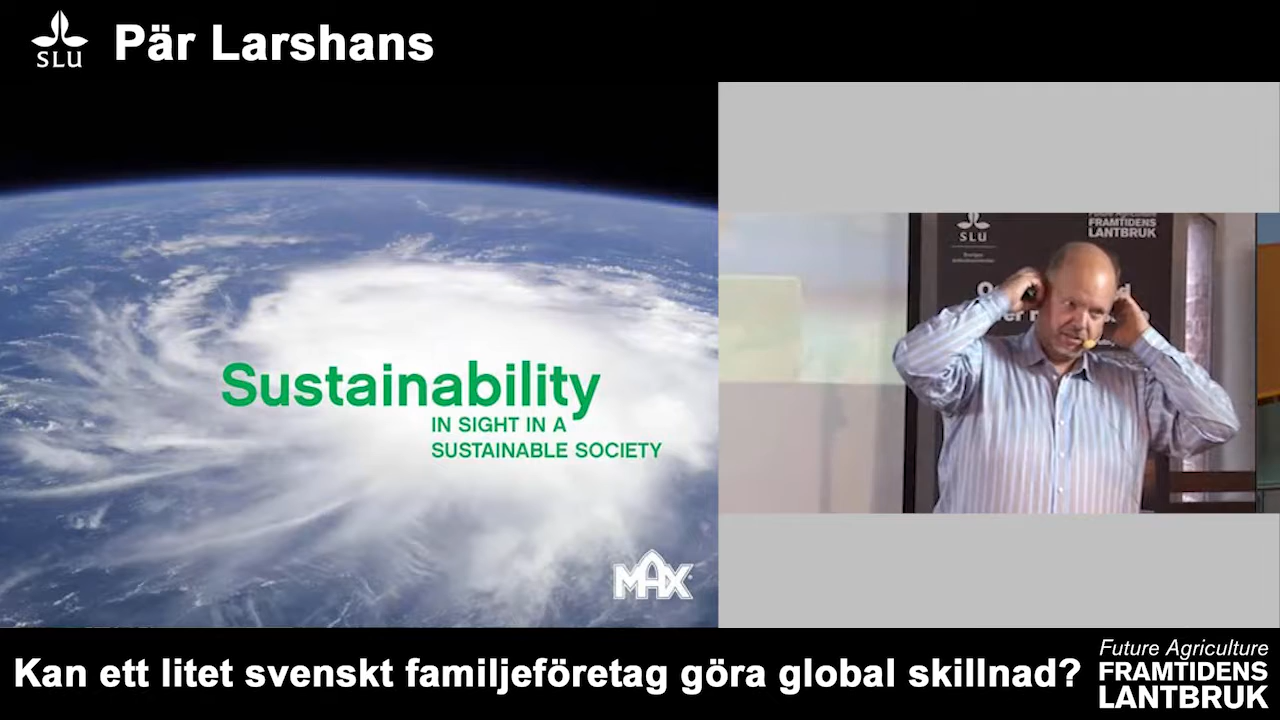 SLU
Pär Larshans
Sustainability
IN SIGHT IN A
SUSTAINABLE SOCIETY
MAX
SLU
FRAMTIDENS
LANTBRUK
Kan ett litet svenskt familjeföretag göra global skillnad?
Future Agriculture
FRAMTIDENS
LANTBRUK